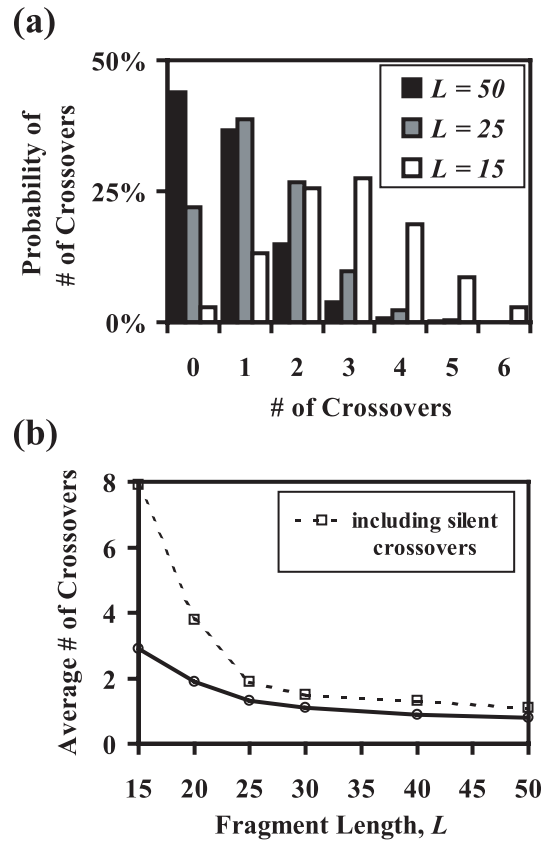 (a)
50%
25%
0%
Probability of
# of Crossovers
L = 50
L = 25
L = 15
0 1 2 3 4 5 6
# of Crossovers
(b)
8
6
4
2
0
Average # of Crossovers
including silent
crossovers
15 20 25 30 35 40 45 50
Fragment Length, L